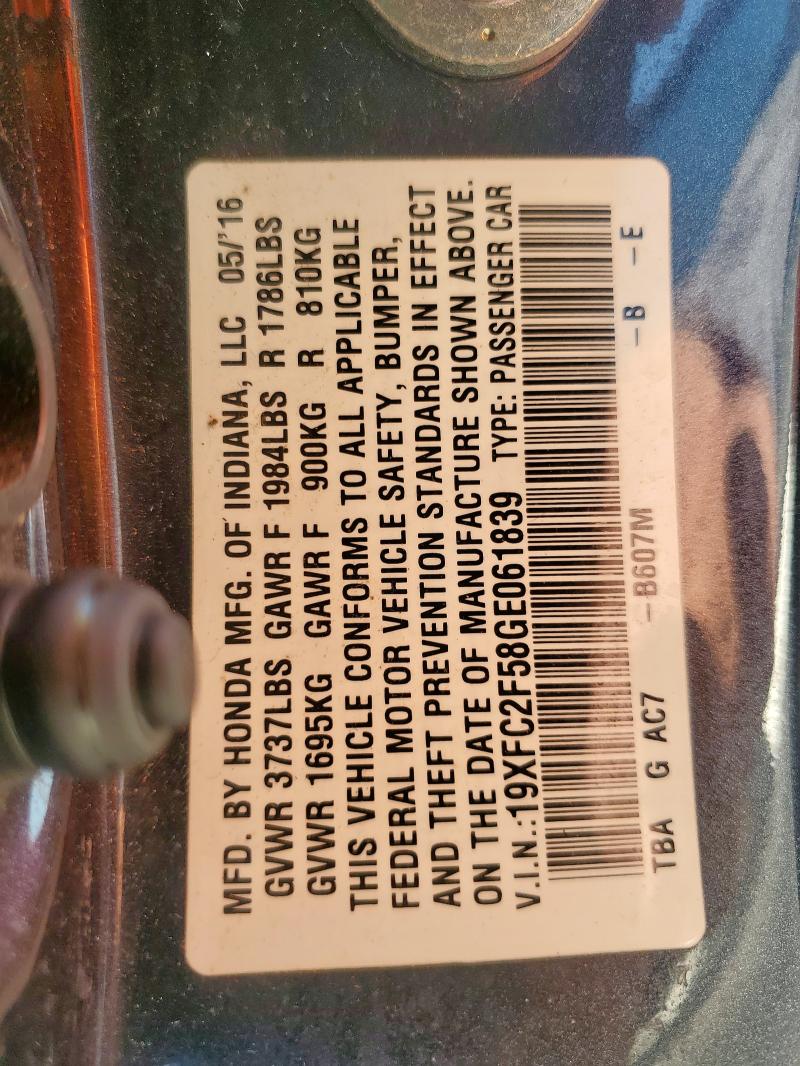 MFD. BY HONDA MFG. OF INDIANA, LLC 05/'16
GVWR 3737LBS GAWR F 1984LBS R 1786LBS
GVWR 1695KG GAWR F 900KG R 810KG
THIS VEHICLE CONFORMS TO ALL APPLICABLE
FEDERAL MOTOR VEHICLE SAFETY, BUMPER,
AND THEFT PREVENTION STANDARDS IN EFFECT
ON THE DATE OF MANUFACTURE SHOWN ABOVE.
V.I.N.:19XFC2F58GE061839 TYPE: PASSENGER CAR
TBA G AC7 –B607M –B –E